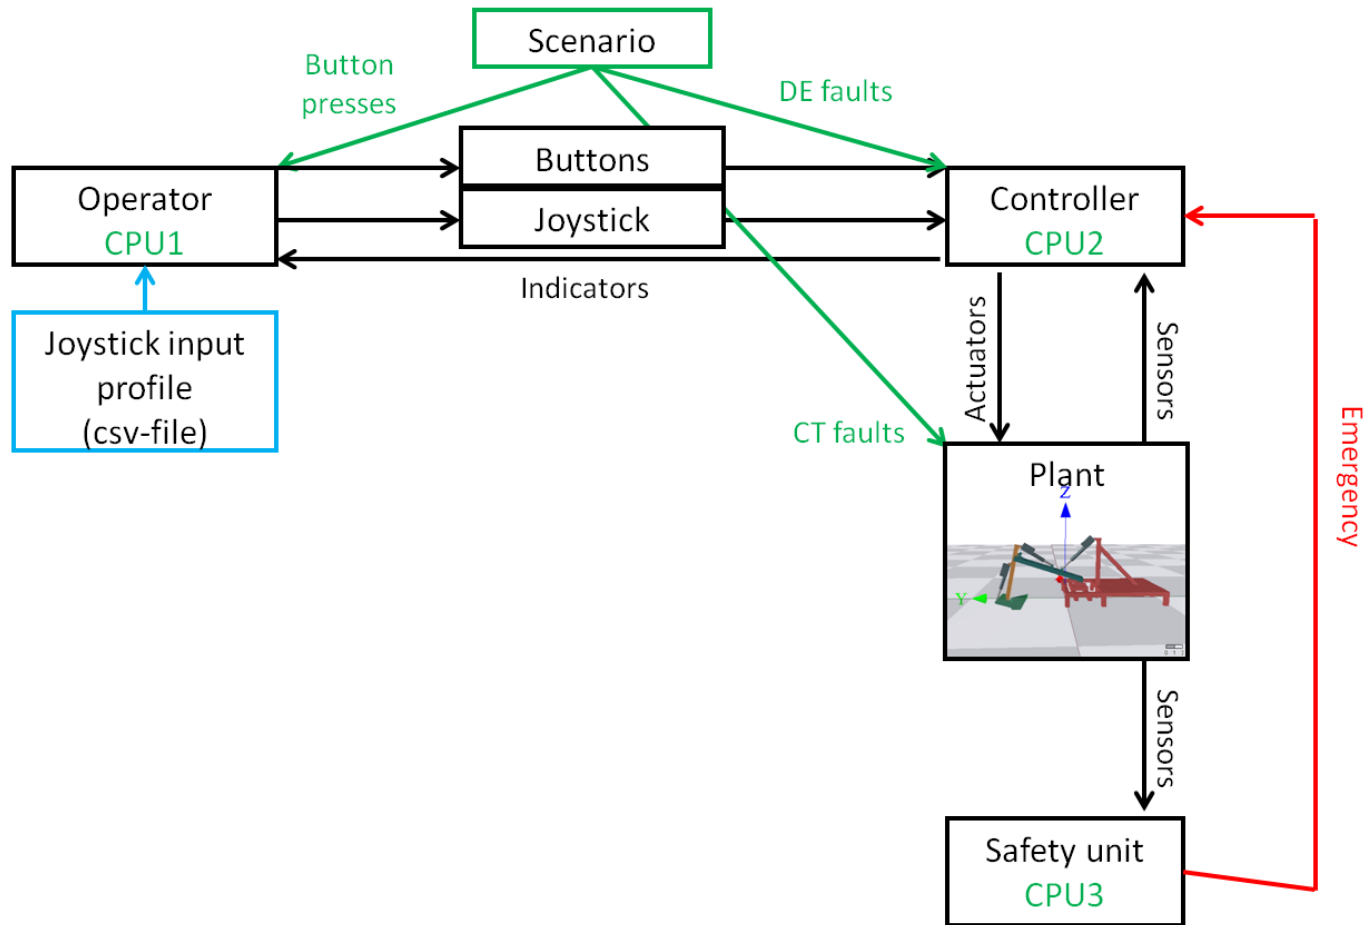 Scenario
Button
presses
DE faults
Buttons
Joystick
Operator
CPU1
Controller
CPU2
Indicators
Joystick input
profile
(csv-file)
Actuators
Sensors
CT faults
Emergency
Plant
Z
Y
Sensors
Safety unit
CPU3